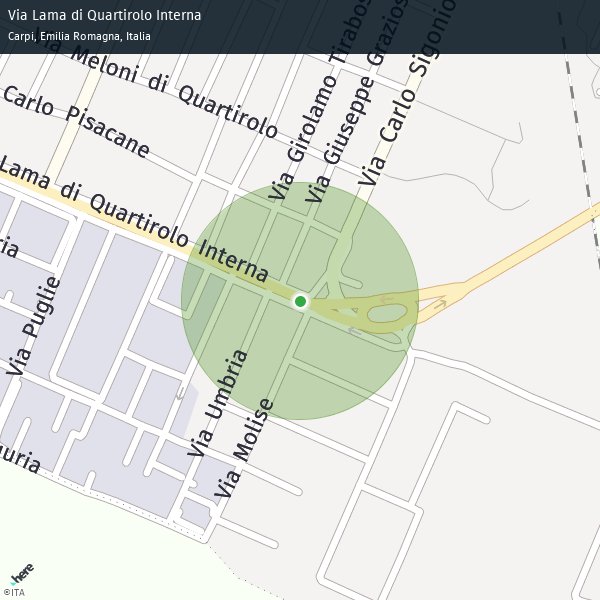 Via Lama di Quartirolo Interna
Carpi, Emilia Romagna, Italia
Via Meloni di Quartirolo
Carlo Pisacane
Lama di Quartirolo Interna
Via Girolamo Tirabos
Via Giuseppe Grazios
Via Carlo Sigonio
ria
Via Puglie
Via Umbria
Via Molise
uria
here
©ITA